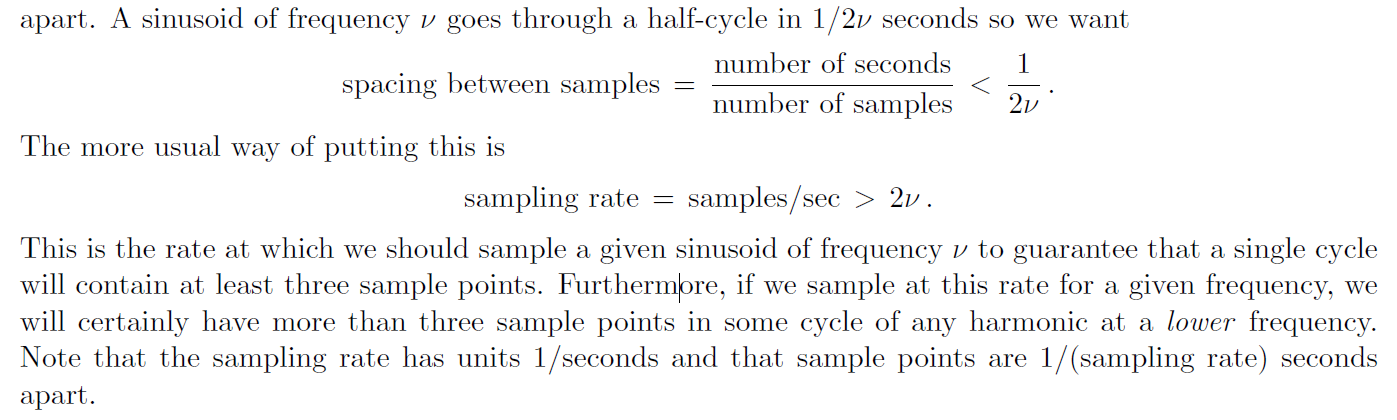 apart. A sinusoid of frequency ν goes through a half-cycle in 1/2ν seconds so we want
spacing between samples = number of seconds / number of samples < 1 / 2ν .
The more usual way of putting this is
sampling rate = samples/sec > 2ν .
This is the rate at which we should sample a given sinusoid of frequency ν to guarantee that a single cycle
will contain at least three sample points. Furthermore, if we sample at this rate for a given frequency, we
will certainly have more than three sample points in some cycle of any harmonic at a lower frequency.
Note that the sampling rate has units 1/seconds and that sample points are 1/(sampling rate) seconds
apart.